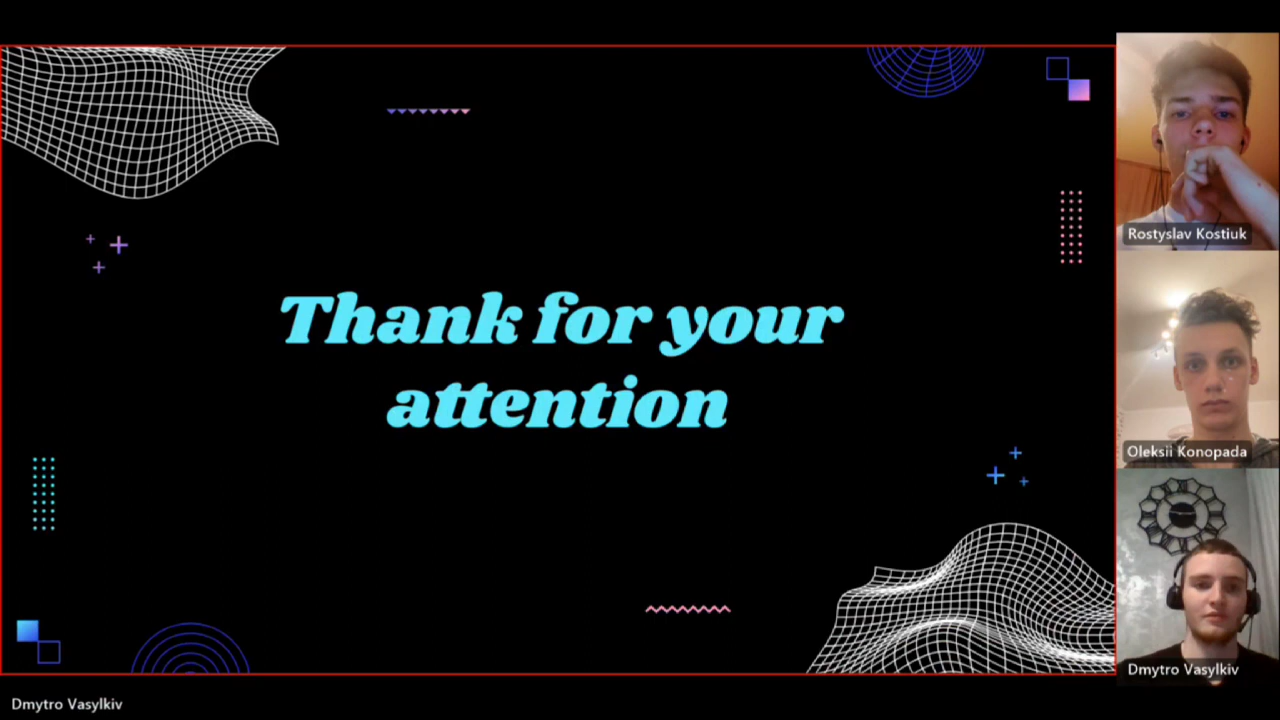 Thank for your
attention
Rostyslav Kostiuk
Oleksii Konopada
Dmytro Vasylkiv
Dmytro Vasylkiv